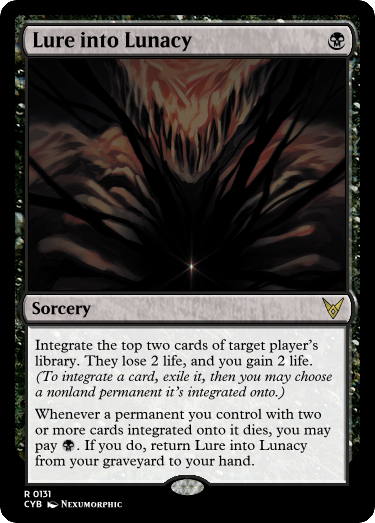 Lure into Lunacy
Sorcery
Integrate the top two cards of target player's
library. They lose 2 life, and you gain 2 life.
(To integrate a card, exile it, then you may choose
a nonland permanent it's integrated onto.)
Whenever a permanent you control with two
or more cards integrated onto it dies, you may
pay . If you do, return Lure into Lunacy
from your graveyard to your hand.
R 0131
CYB Nexumorphic